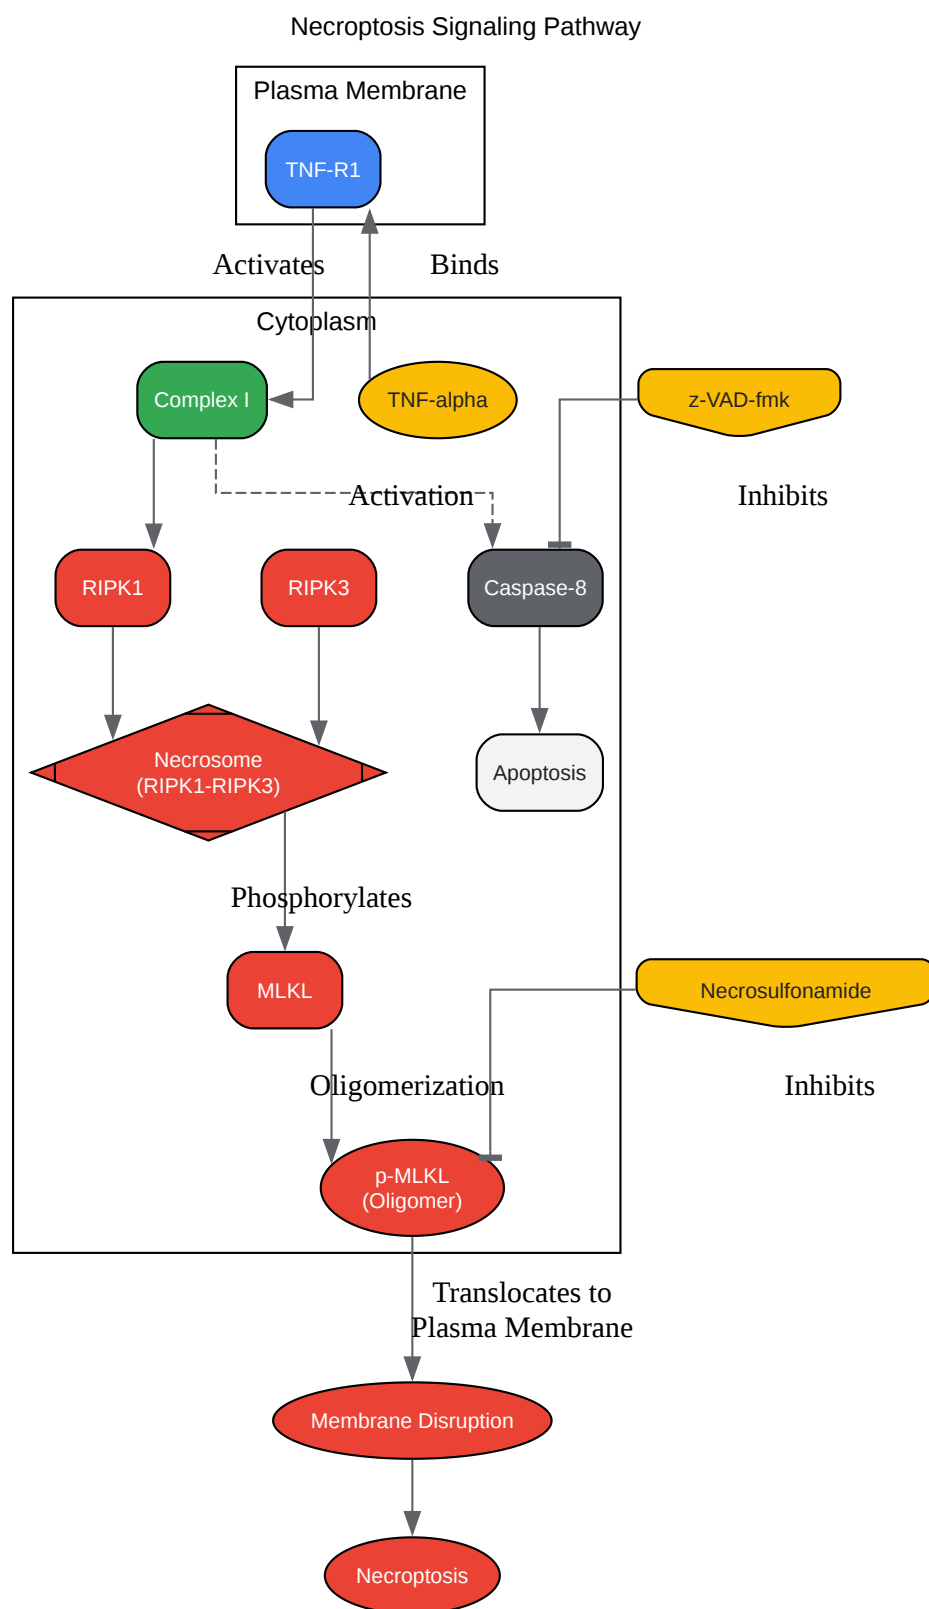 Necroptosis Signaling Pathway
Plasma Membrane
TNF-R1
Activates
Binds
Cytoplasm
Complex I
TNF-alpha
z-VAD-fmk
Activation
Inhibits
RIPK1
RIPK3
Caspase-8
Necrosome
(RIPK1-RIPK3)
Apoptosis
Phosphorylates
MLKL
Necrosulfonamide
Oligomerization
Inhibits
p-MLKL
(Oligomer)
Translocates to
Plasma Membrane
Membrane Disruption
Necroptosis